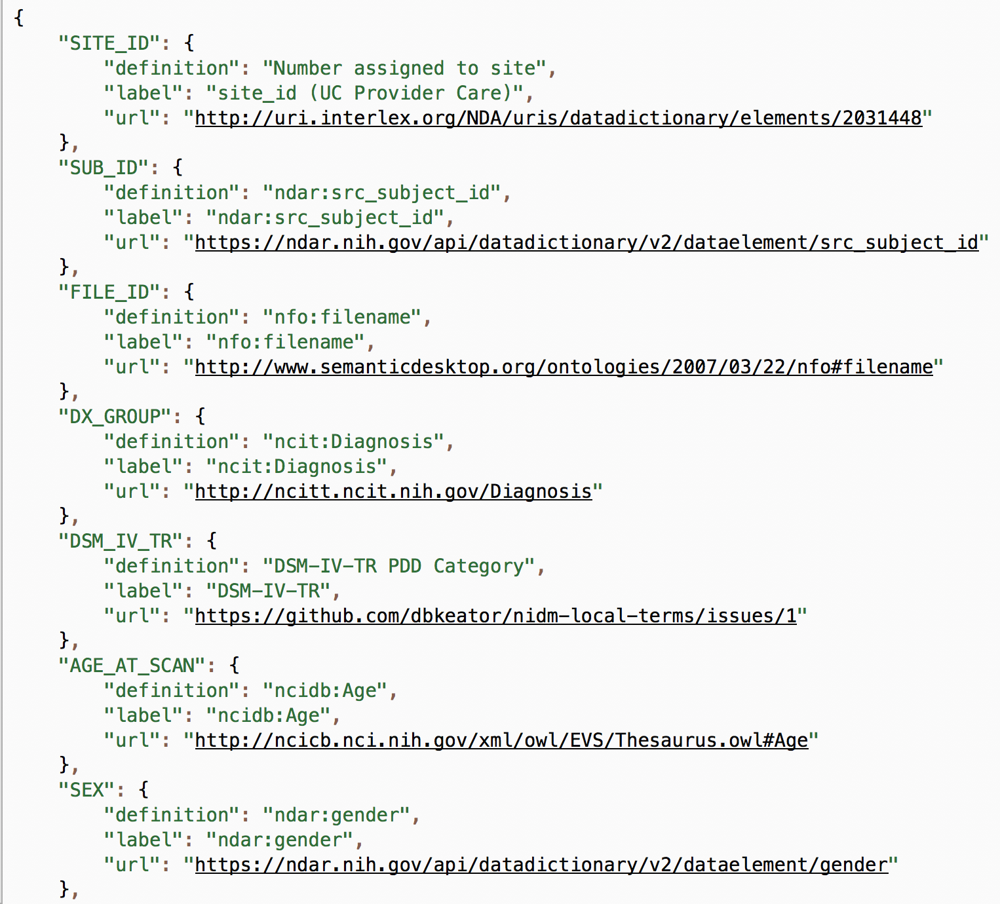 {
    "SITE_ID": {
        "definition": "Number assigned to site",
        "label": "site_id (UC Provider Care)",
        "url": "http://uri.interlex.org/NDA/uris/datadictionary/elements/2031448"
    },
    "SUB_ID": {
        "definition": "ndar:src_subject_id",
        "label": "ndar:src_subject_id",
        "url": "https://ndar.nih.gov/api/datadictionary/v2/dataelement/src_subject_id"
    },
    "FILE_ID": {
        "definition": "nfo:filename",
        "label": "nfo:filename",
        "url": "http://www.semanticdesktop.org/ontologies/2007/03/22/nfo#filename"
    },
    "DX_GROUP": {
        "definition": "ncit:Diagnosis",
        "label": "ncit:Diagnosis",
        "url": "http://ncitt.ncit.nih.gov/Diagnosis"
    },
    "DSM_IV_TR": {
        "definition": "DSM-IV-TR PDD Category",
        "label": "DSM-IV-TR",
        "url": "https://github.com/dbkeator/nidm-local-terms/issues/1"
    },
    "AGE_AT_SCAN": {
        "definition": "ncidb:Age",
        "label": "ncidb:Age",
        "url": "http://ncicb.nci.nih.gov/xml/owl/EVS/Thesaurus.owl#Age"
    },
    "SEX": {
        "definition": "ndar:gender",
        "label": "ndar:gender",
        "url": "https://ndar.nih.gov/api/datadictionary/v2/dataelement/gender"
    },